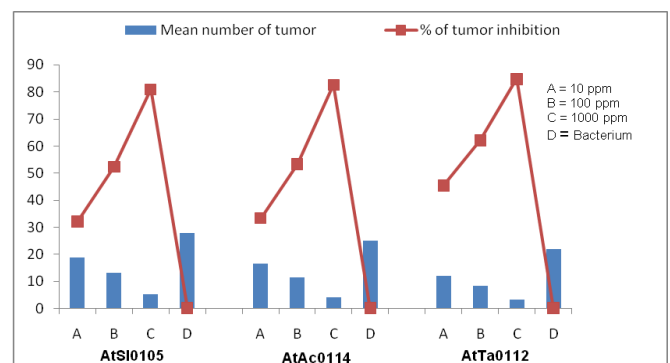 Mean number of tumor % of tumor inhibition
90
80
70
60
50
40
30
20
10
0
A = 10 ppm
B = 100 ppm
C = 1000 ppm
D = Bacterium
A B C D A B C D A B C D
AtSl0105 AtAc0114 AtTa0112